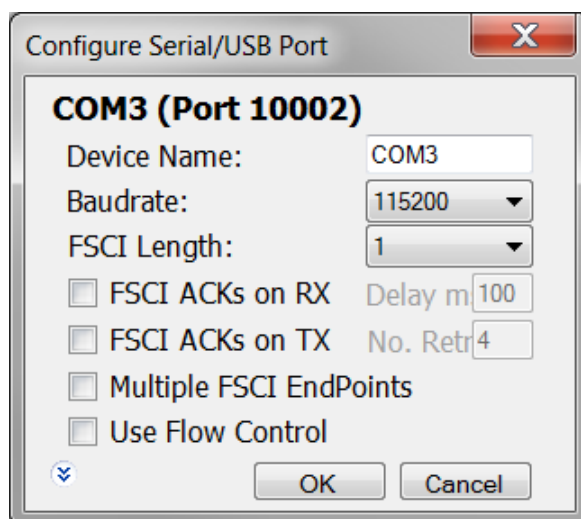 Configure Serial/USB Port
COM3 (Port 10002)
Device Name: COM3
Baudrate: 115200
FSCI Length: 1
FSCI ACKs on RX Delay m 100
FSCI ACKs on TX No. Retr 4
Multiple FSCI EndPoints
Use Flow Control
OK Cancel